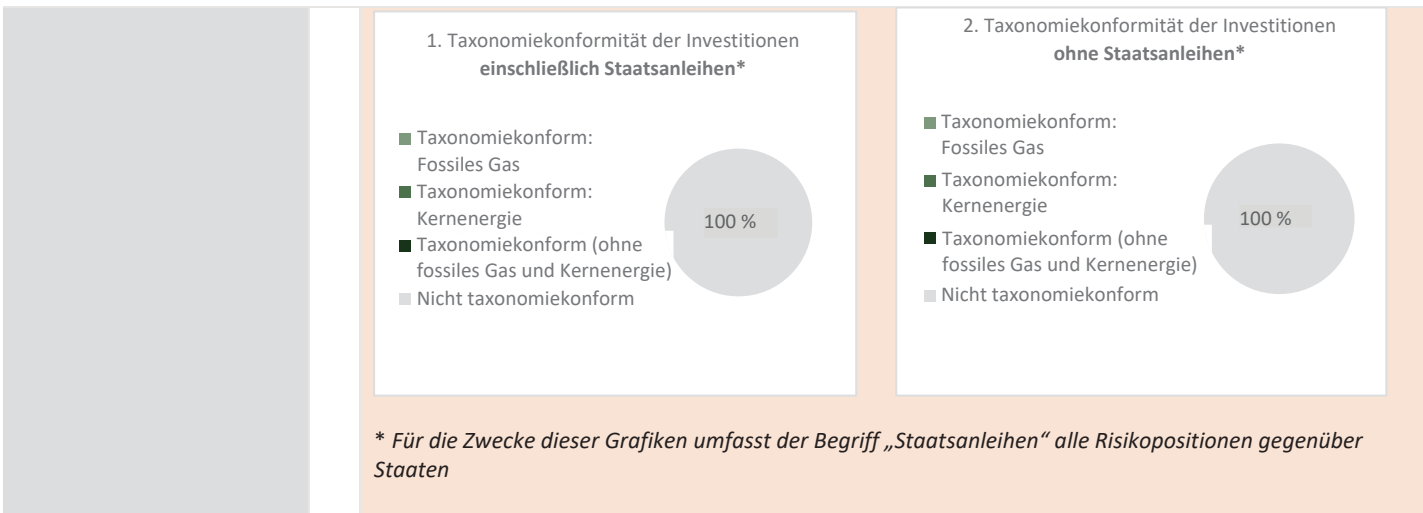 1. Taxonomiekonformität der Investitionen
einschließlich Staatsanleihen*
Taxonomiekonform:
Fossiles Gas
Taxonomiekonform:
Kernenergie
Taxonomiekonform (ohne
fossiles Gas und Kernenergie)
Nicht taxonomiekonform
100 %
2. Taxonomiekonformität der Investitionen
ohne Staatsanleihen*
Taxonomiekonform:
Fossiles Gas
Taxonomiekonform:
Kernenergie
Taxonomiekonform (ohne
fossiles Gas und Kernenergie)
Nicht taxonomiekonform
100 %
* Für die Zwecke dieser Grafiken umfasst der Begriff „Staatsanleihen“ alle Risikopositionen gegenüber
Staaten